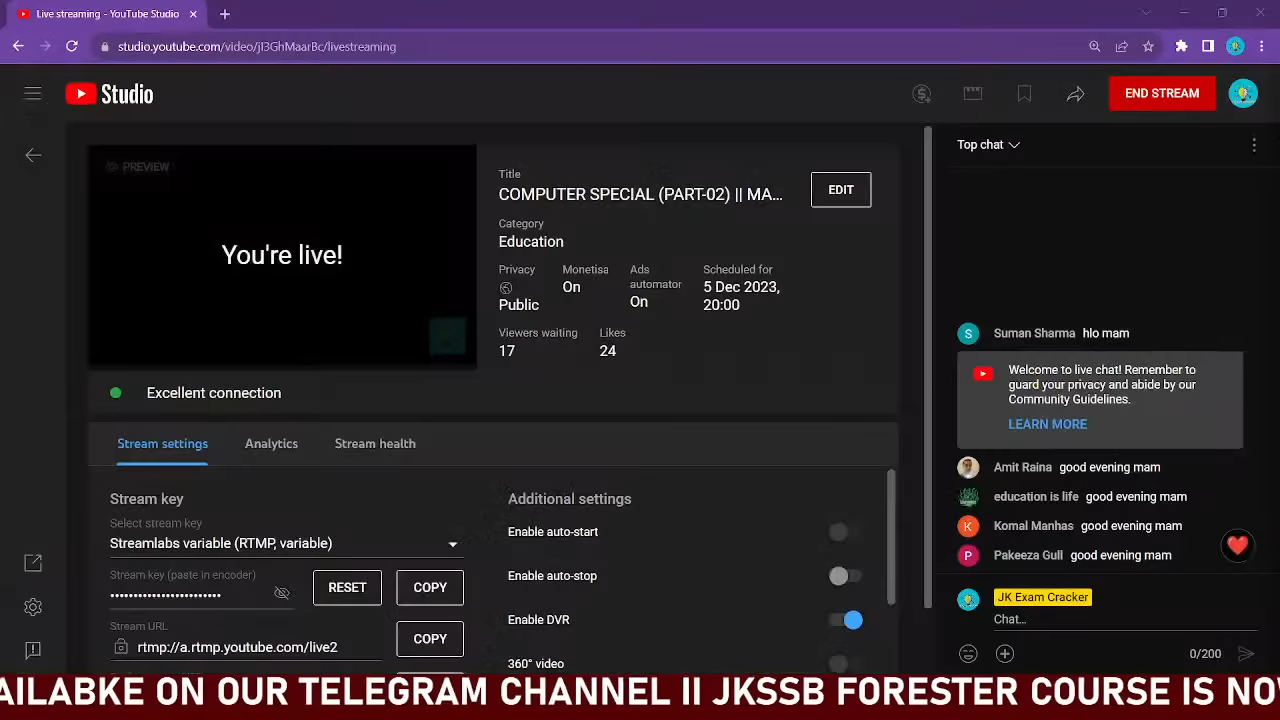 Live streaming - YouTube Studio
studio.youtube.com/video/jI3GhMaarBc/livestreaming
Studio
END STREAM
PREVIEW
You're live!
Title
COMPUTER SPECIAL (PART-02) || MA...
EDIT
Category
Education
Privacy
Public
Monetisa
On
Ads automator
On
Scheduled for
5 Dec 2023,
20:00
Viewers waiting
17
Likes
24
Excellent connection
Stream settings
Analytics
Stream health
Stream key
Select stream key
Streamlabs variable (RTMP, variable)
Stream key (paste in encoder)
••••••••••••••••••••••••
RESET
COPY
Stream URL
rtmp://a.rtmp.youtube.com/live2
COPY
Additional settings
Enable auto-start
Enable auto-stop
Enable DVR
360° video
Top chat
S Suman Sharma hlo mam
Welcome to live chat! Remember to
guard your privacy and abide by our
Community Guidelines.
LEARN MORE
Amit Raina good evening mam
education is life good evening mam
K Komal Manhas good evening mam
P Pakeeza Gull good evening mam
JK Exam Cracker
Chat...
0/200
AILABKE ON OUR TELEGRAM CHANNEL II JKSSB FORESTER COURSE IS NO